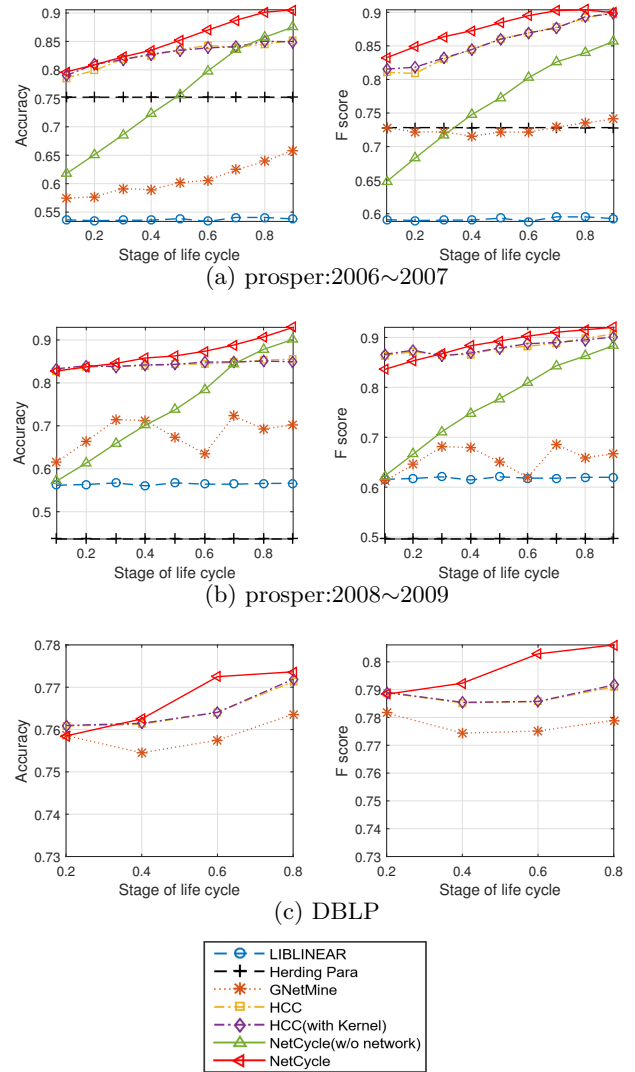 0.9
0.85
0.8
0.75
0.7
0.65
0.6
0.55
Accuracy
0.2 0.4 0.6 0.8
Stage of life cycle
0.9
0.85
0.8
0.75
0.7
0.65
0.6
F score
0.2 0.4 0.6 0.8
Stage of life cycle
(a) prosper:2006∼2007
0.9
0.8
0.7
0.6
0.5
Accuracy
0.2 0.4 0.6 0.8
Stage of life cycle
0.9
0.8
0.7
0.6
0.5
F score
0.2 0.4 0.6 0.8
Stage of life cycle
(b) prosper:2008∼2009
0.78
0.77
0.76
0.75
0.74
0.73
Accuracy
0.2 0.4 0.6 0.8
Stage of life cycle
0.8
0.79
0.78
0.77
0.76
0.75
0.74
0.73
F score
0.2 0.4 0.6 0.8
Stage of life cycle
(c) DBLP
LIBLINEAR
Herding Para
GNetMine
HCC
HCC(with Kernel)
NetCycle(w/o network)
NetCycle